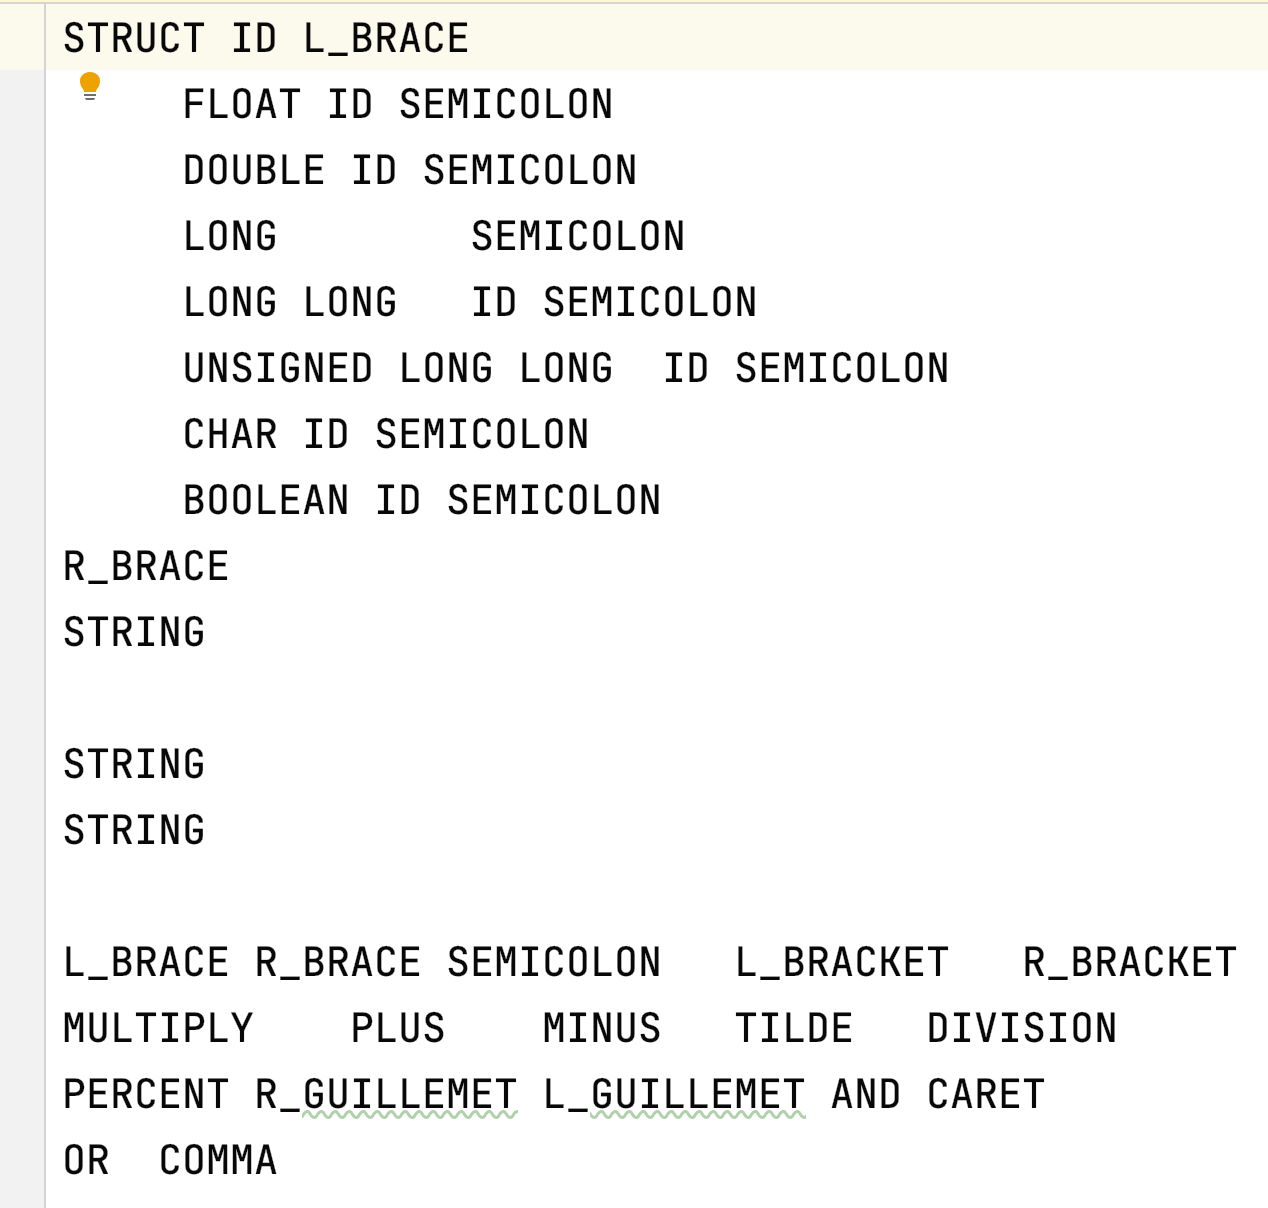 STRUCT ID L_BRACE
FLOAT ID SEMICOLON
DOUBLE ID SEMICOLON
LONG SEMICOLON
LONG LONG ID SEMICOLON
UNSIGNED LONG LONG ID SEMICOLON
CHAR ID SEMICOLON
BOOLEAN ID SEMICOLON
R_BRACE
STRING
STRING
STRING
L_BRACE R_BRACE SEMICOLON L_BRACKET R_BRACKET
MULTIPLY PLUS MINUS TILDE DIVISION
PERCENT R_GUILLEMET L_GUILLEMET AND CARET
OR COMMA